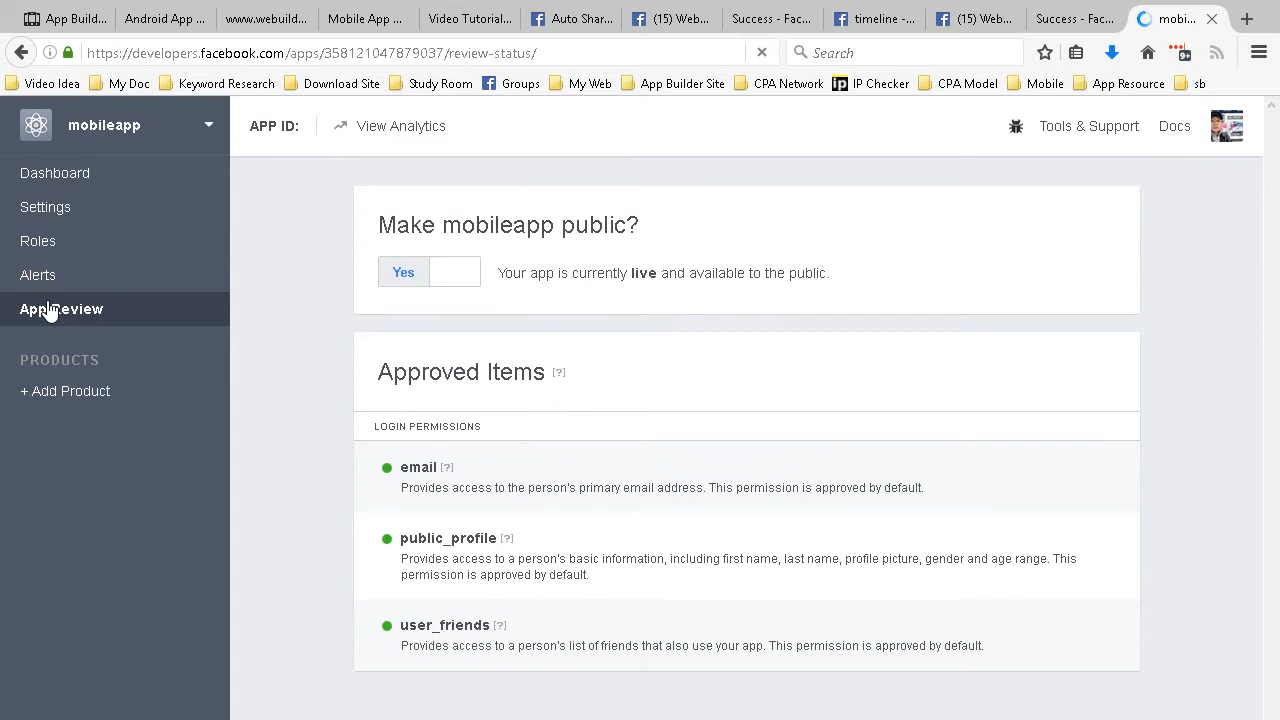 App Build...
Android App ...
www.webuild...
Mobile App ...
Video Tutorial...
Auto Shar...
(15) Web ...
Success - Fac...
timeline -...
(15) Web...
Success - Fac...
mobi...
https://developers.facebook.com/apps/358121047879037/review-status/
Search
9+
Video Idea
My Doc
Keyword Research
Download Site
Study Room
Groups
My Web
App Builder Site
CPA Network
ip IP Checker
CPA Model
Mobile
App Resource
sb
mobileapp
APP ID:
View Analytics
Tools & Support
Docs
Dashboard
Settings
Roles
Alerts
App Review
PRODUCTS
+ Add Product
Make mobileapp public?
Yes
Your app is currently live and available to the public.
Approved Items [?]
LOGIN PERMISSIONS
email [?]
Provides access to the person's primary email address. This permission is approved by default.
public_profile [?]
Provides access to a person's basic information, including first name, last name, profile picture, gender and age range. This
permission is approved by default.
user_friends [?]
Provides access to a person's list of friends that also use your app. This permission is approved by default.